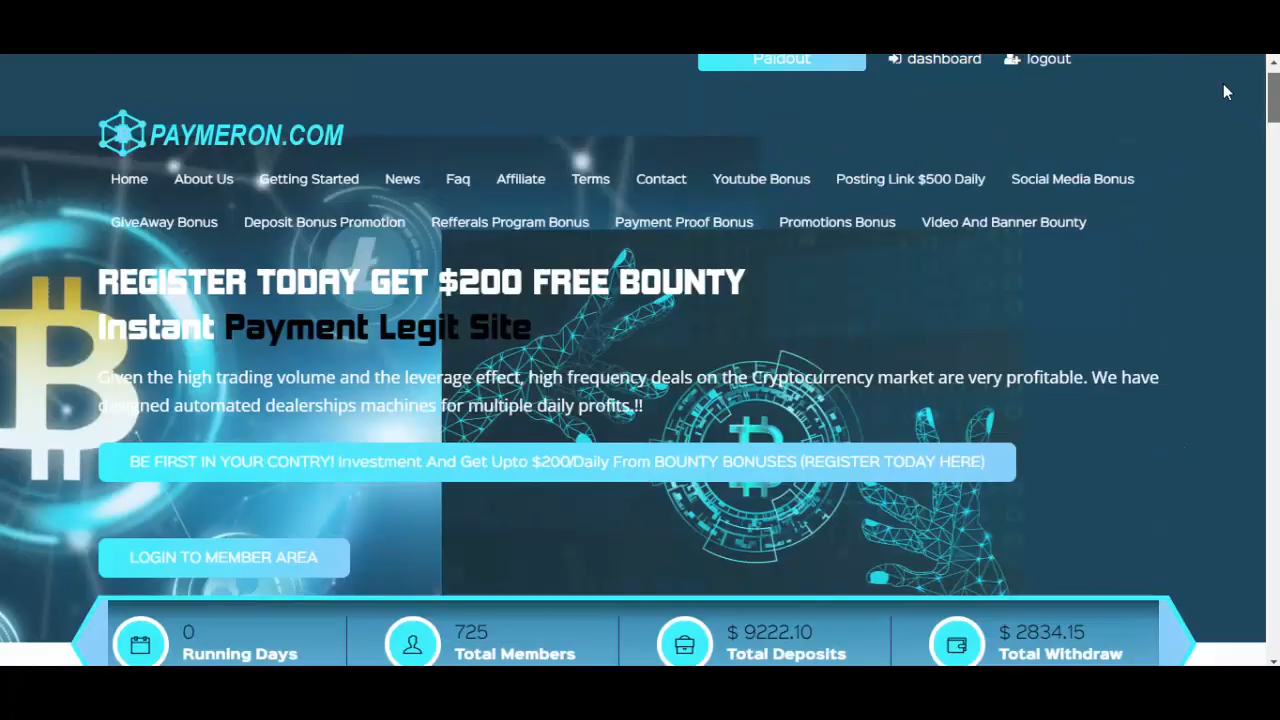 Paidout dashboard logout
PAYMERON.COM
Home About Us Getting Started News Faq Affiliate Terms Contact Youtube Bonus Posting Link $500 Daily Social Media Bonus
GiveAway Bonus Deposit Bonus Promotion Refferals Program Bonus Payment Proof Bonus Promotions Bonus Video And Banner Bounty
REGISTER TODAY GET $200 FREE BOUNTY
Instant Payment Legit Site
Given the high trading volume and the leverage effect, high frequency deals on the Cryptocurrency market are very profitable. We have
designed automated dealerships machines for multiple daily profits.!!
BE FIRST IN YOUR CONTRY! Investment And Get Upto $200/Daily From BOUNTY BONUSES (REGISTER TODAY HERE)
LOGIN TO MEMBER AREA
0 725 $ 9222.10 $ 2834.15
Running Days Total Members Total Deposits Total Withdraw